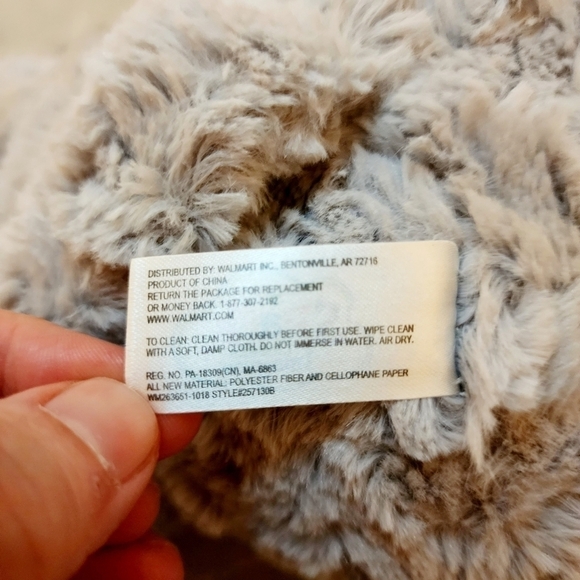 DISTRIBUTED BY: WALMART INC., BENTONVILLE, AR 72716
PRODUCT OF CHINA
RETURN THE PACKAGE FOR REPLACEMENT
OR MONEY BACK. 1-877-307-2192
WWW.WALMART.COM
TO CLEAN: CLEAN THOROUGHLY BEFORE FIRST USE. WIPE CLEAN
WITH A SOFT, DAMP CLOTH. DO NOT IMMERSE IN WATER. AIR DRY.
REG. NO. PA-18309(CN), MA-6863
ALL NEW MATERIAL: POLYESTER FIBER AND CELLOPHANE PAPER
WM263651-1018 STYLE#257130B